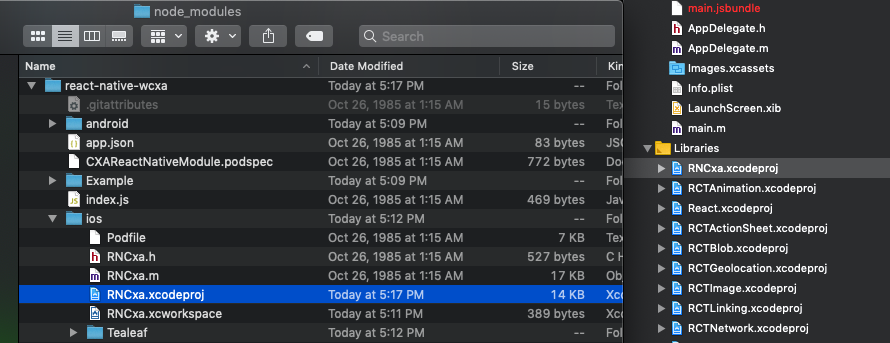 node_modules
Search
Name Date Modified Size Kin
react-native-wcxa Today at 5:17 PM -- Fol
.gitattributes Oct 26, 1985 at 1:15 AM 15 bytes Tex
android Today at 5:09 PM -- Fol
app.json Oct 26, 1985 at 1:15 AM 83 bytes JSC
CXAReactNativeModule.podspec Oct 26, 1985 at 1:15 AM 772 bytes Do
Example Today at 5:09 PM -- Fol
index.js Oct 26, 1985 at 1:15 AM 469 bytes Jav
ios Today at 5:12 PM -- Fol
Podfile Oct 26, 1985 at 1:15 AM 7 KB Tex
RNCxa.h Oct 26, 1985 at 1:15 AM 527 bytes C H
RNCxa.m Oct 26, 1985 at 1:15 AM 17 KB Obj
RNCxa.xcodeproj Today at 5:17 PM 14 KB Xco
RNCxa.xcworkspace Today at 5:11 PM 389 bytes Xco
Tealeaf Today at 5:12 PM -- Fol
main.jsbundle
AppDelegate.h
AppDelegate.m
Images.xcassets
Info.plist
LaunchScreen.xib
main.m
Libraries
RNCxa.xcodeproj
RCTAnimation.xcodeproj
React.xcodeproj
RCTActionSheet.xcodeproj
RCTBlob.xcodeproj
RCTGeolocation.xcodeproj
RCTImage.xcodeproj
RCTLinking.xcodeproj
RCTNetwork.xcodeproj